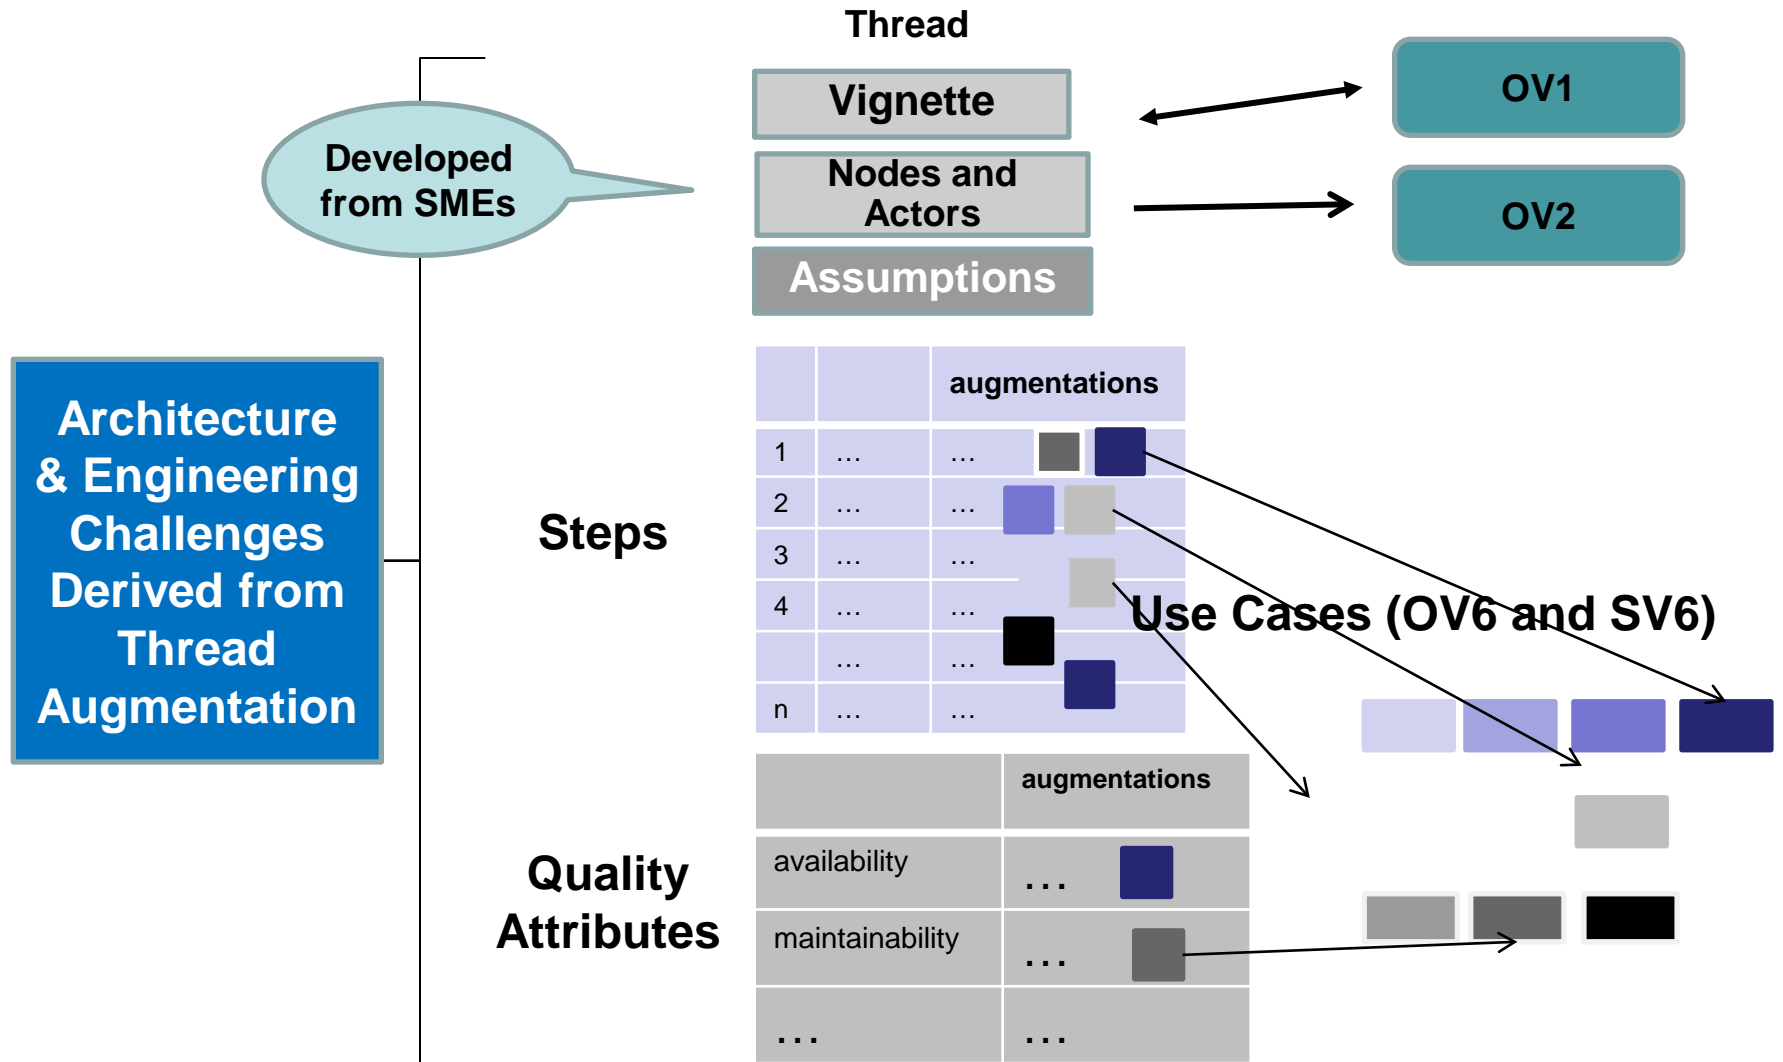 Thread
Vignette
OV1
Developed
from SMEs
Nodes and
Actors
OV2
Assumptions
Architecture
& Engineering
Challenges
Derived from
Thread
Augmentation
Steps
augmentations
1 ... ...
2 ... ...
3 ... ...
4 ... ...
... ...
n ... ...
Use Cases (OV6 and SV6)
Quality
Attributes
augmentations
availability ...
maintainability ...
... ...